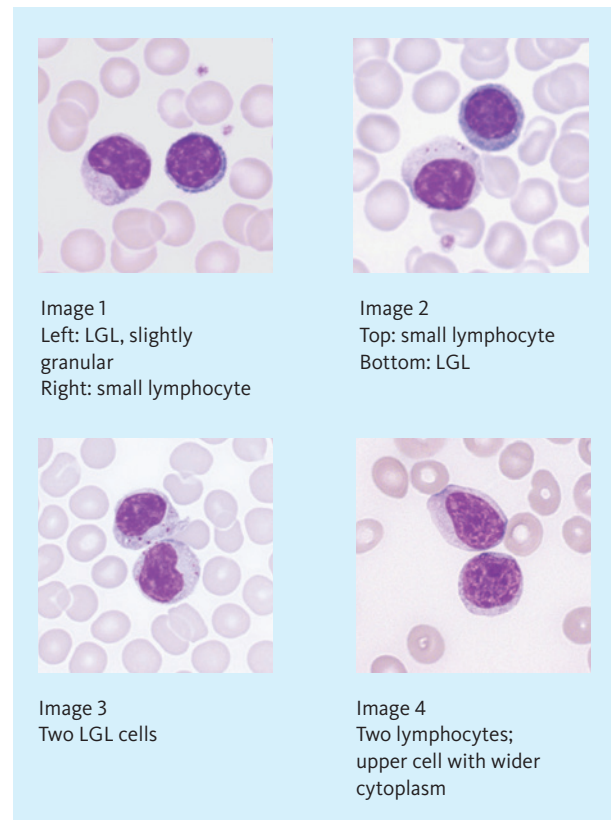 Image 1
Left: LGL, slightly
granular
Right: small lymphocyte
Image 2
Top: small lymphocyte
Bottom: LGL
Image 3
Two LGL cells
Image 4
Two lymphocytes;
upper cell with wider
cytoplasm